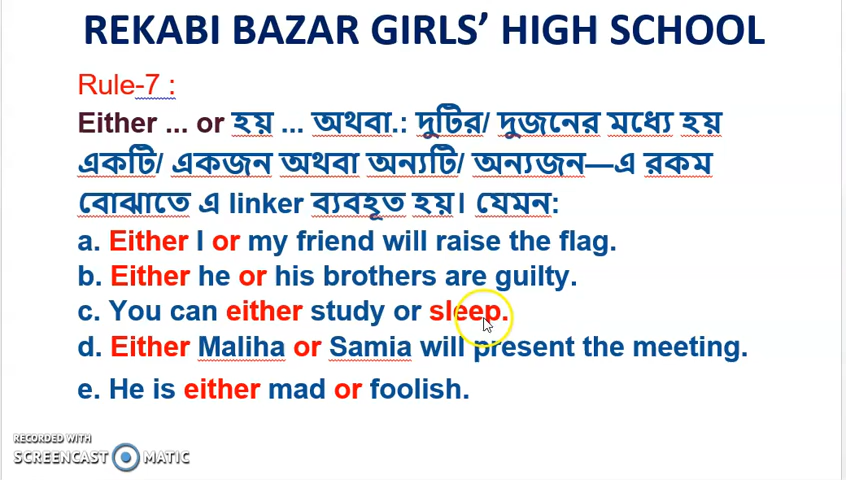 REKABI BAZAR GIRLS’ HIGH SCHOOL
Rule-7 :
Either ... or হয় ... অথবা.: দুটির/ দুজনের মধ্যে হয়
একটি/ একজন অথবা অন্যটি/ অন্যজন—এ রকম
বোঝাতে এ linker ব্যবহূত হয়। যেমন:
a. Either I or my friend will raise the flag.
b. Either he or his brothers are guilty.
c. You can either study or sleep.
d. Either Maliha or Samia will present the meeting.
e. He is either mad or foolish.
RECORDED WITH
SCREENCAST MATIC